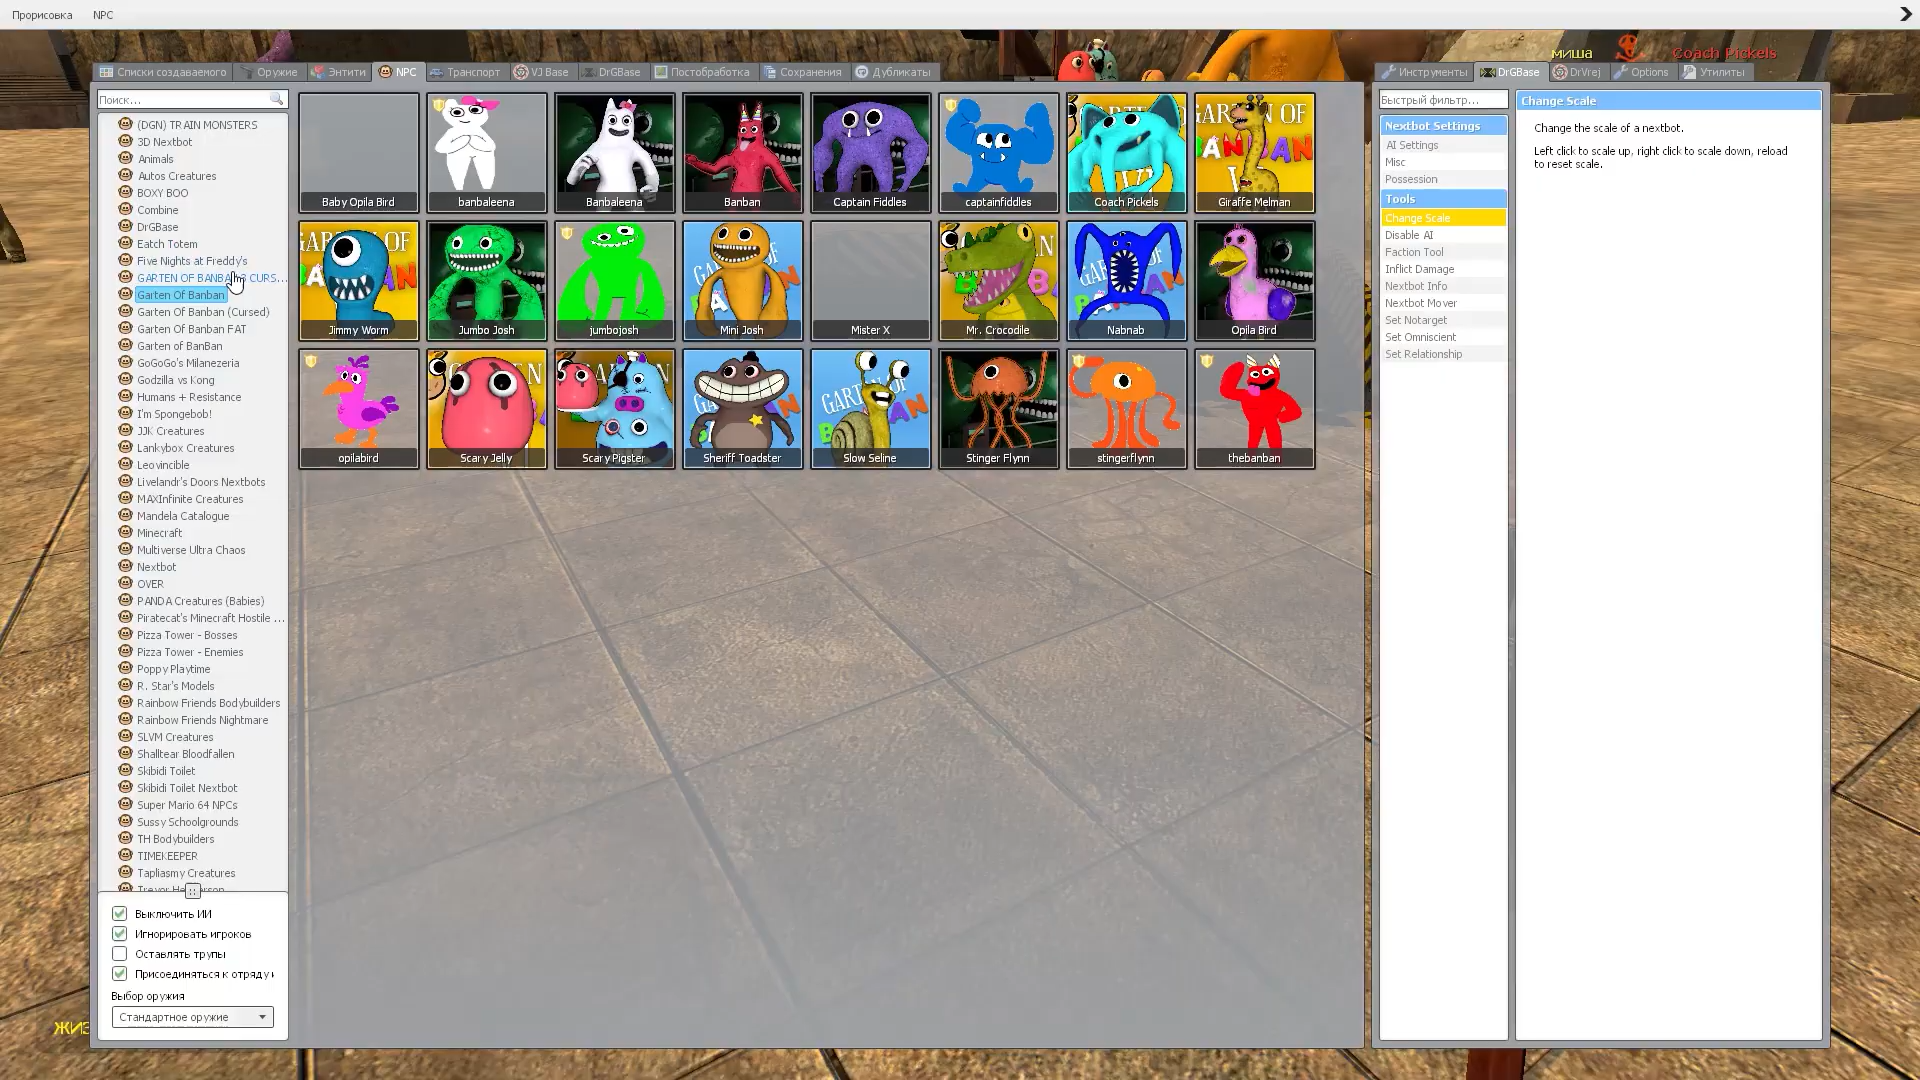 Прорисовка NPC
миша Coach Pickels
Списки создаваемого Оружие Энтити NPC Транспорт VJ Base DrGBase Постобработка Сохранения Дубликаты
Инструменты DrGBase DrVrej Options Утилиты
Поиск...
(DGN) TRAIN MONSTERS
3D Nextbot
Animals
Autos Creatures
BOXY BOO
Combine
DrGBase
Eatch Totem
Five Nights at Freddy's
GARTEN OF BANBA 3 CURS...
Garten Of Banban
Garten Of Banban (Cursed)
Garten Of Banban FAT
Garten of BanBan
GoGoGo's Milanezeria
Godzilla vs Kong
Humans + Resistance
I'm Spongebob!
JJK Creatures
Lankybox Creatures
Leovincible
Livelandr's Doors Nextbots
MAXInfinite Creatures
Mandela Catalogue
Minecraft
Multiverse Ultra Chaos
Nextbot
OVER
PANDA Creatures (Babies)
Piratecat's Minecraft Hostile ...
Pizza Tower - Bosses
Pizza Tower - Enemies
Poppy Playtime
R. Star's Models
Rainbow Friends Bodybuilders
Rainbow Friends Nightmare
SLVM Creatures
Shalltear Bloodfallen
Skibidi Toilet
Skibidi Toilet Nextbot
Super Mario 64 NPCs
Sussy Schoolgrounds
TH Bodybuilders
TIMEKEEPER
Tapliasmy Creatures
Выключить ИИ
Игнорировать игроков
Оставлять трупы
Присоединяться к отряду
Выбор оружия
Стандартное оружие
Baby Opila Bird
banbaleena
Banbaleena
Banban
Captain Fiddles
captainfiddles
Coach Pickels
Giraffe Melman
Jimmy Worm
Jumbo Josh
jumbojosh
Mini Josh
Mister X
Mr. Crocodile
Nabnab
Opila Bird
opilabird
Scary Jelly
Scary Pigster
Sheriff Toadster
Slow Seline
Stinger Flynn
stingerflynn
thebanban
Быстрый фильтр...
Nextbot Settings
AI Settings
Misc
Possession
Tools
Change Scale
Disable AI
Faction Tool
Inflict Damage
Nextbot Info
Nextbot Mover
Set Notarget
Set Omniscient
Set Relationship
Change Scale
Change the scale of a nextbot.
Left click to scale up, right click to scale down, reload
to reset scale.